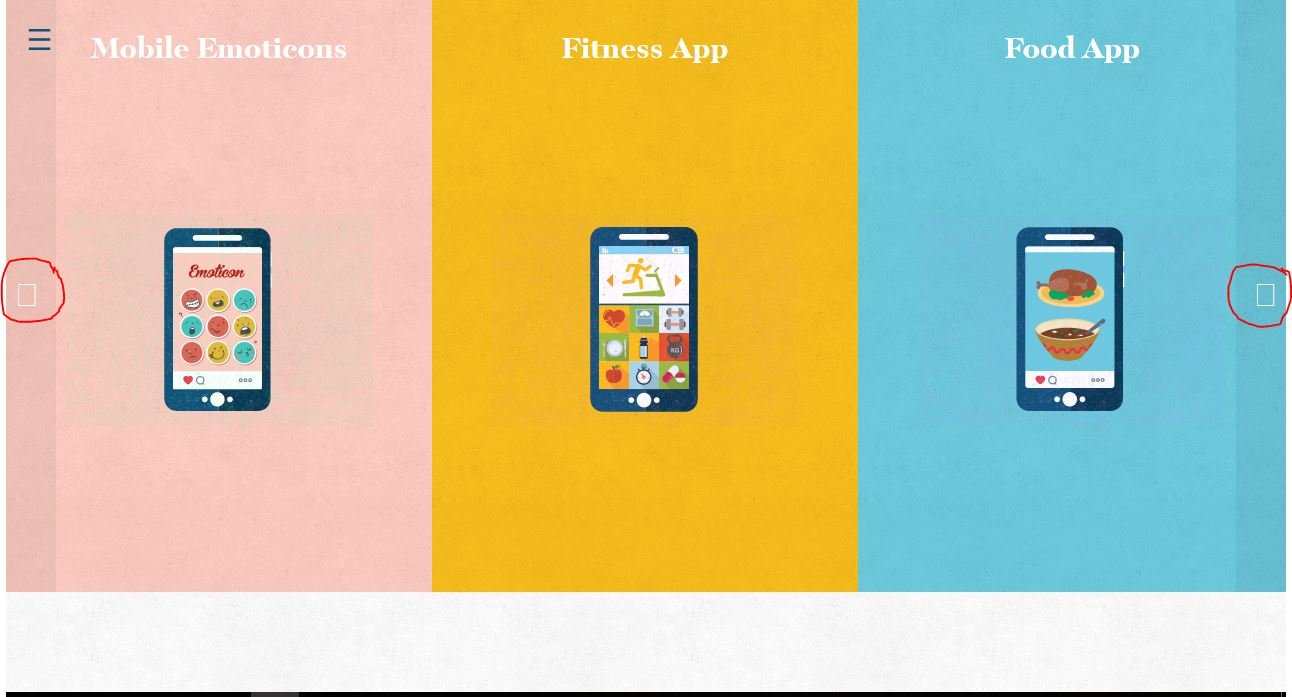 Mobile Emoticons
Fitness App
Food App
Emoticon
KG